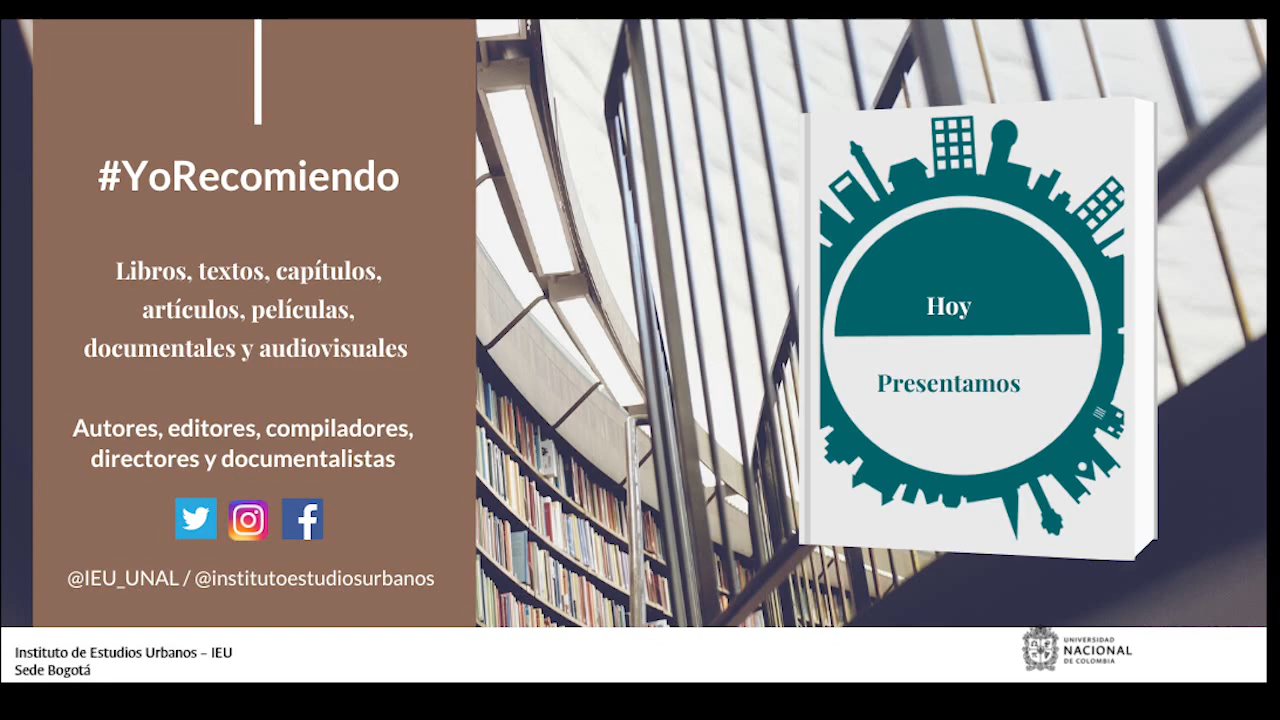 #YoRecomiendo
Libros, textos, capítulos,
artículos, películas,
documentales y audiovisuales
Autores, editores, compiladores,
directores y documentalistas
@IEU_UNAL / @institutoestudiosurbanos
Hoy
Presentamos
Instituto de Estudios Urbanos – IEU
Sede Bogotá
UNIVERSIDAD
NACIONAL
DE COLOMBIA